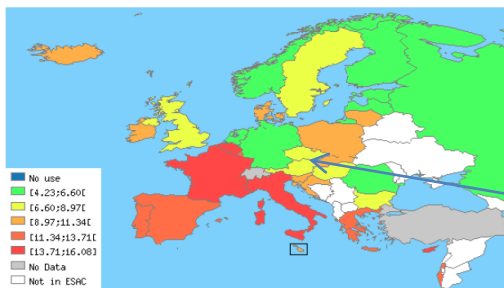 No use
[4.23;6.60[
[6.60;8.97[
[8.97;11.34[
[11.34;13.71[
[13.71;16.08]
No Data
Not in ESAC